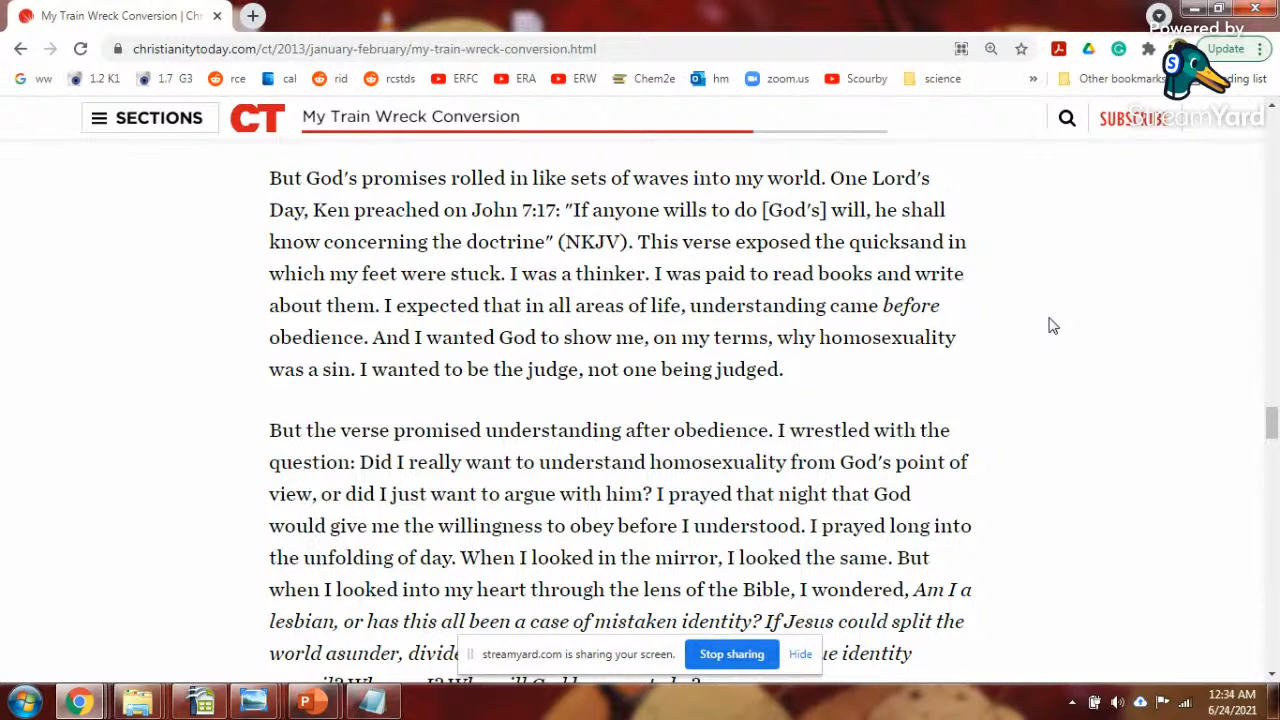 My Train Wreck Conversion | Chr
Powered by
christianitytoday.com/ct/2013/january-february/my-train-wreck-conversion.html
Update
ww 1.2 K1 1.7 G3 rce cal rid rcstds ERFC ERA ERW Chem2e hm zoom.us Scourby science » Other bookmarks ding list
SECTIONS CT My Train Wreck Conversion SUBSCRIBE
StreamYard
But God's promises rolled in like sets of waves into my world. One Lord's
Day, Ken preached on John 7:17: "If anyone wills to do [God's] will, he shall
know concerning the doctrine" (NKJV). This verse exposed the quicksand in
which my feet were stuck. I was a thinker. I was paid to read books and write
about them. I expected that in all areas of life, understanding came before
obedience. And I wanted God to show me, on my terms, why homosexuality
was a sin. I wanted to be the judge, not one being judged.
But the verse promised understanding after obedience. I wrestled with the
question: Did I really want to understand homosexuality from God's point of
view, or did I just want to argue with him? I prayed that night that God
would give me the willingness to obey before I understood. I prayed long into
the unfolding of day. When I looked in the mirror, I looked the same. But
when I looked into my heart through the lens of the Bible, I wondered, Am I a
lesbian, or has this all been a case of mistaken identity? If Jesus could split the
world asunder, divide ue identity
streamyard.com is sharing your screen. Stop sharing Hide
12:34 AM
6/24/2021